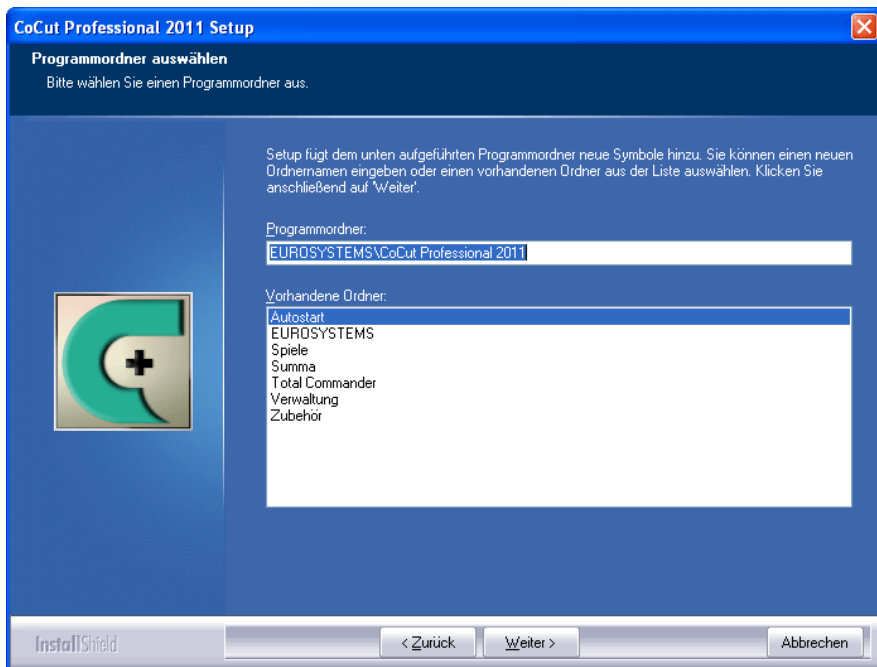 CoCut Professional 2011 Setup
Programmordner auswählen
Bitte wählen Sie einen Programmordner aus.
Setup fügt dem unten aufgeführten Programmordner neue Symbole hinzu. Sie können einen neuen
Ordnernamen eingeben oder einen vorhandenen Ordner aus der Liste auswählen. Klicken Sie
anschließend auf 'Weiter'.
Programmordner:
EUROSYSTEMS\CoCut Professional 2011
Vorhandene Ordner:
Autostart
EUROSYSTEMS
Spiele
Summa
Total Commander
Verwaltung
Zubehör
InstallShield
< Zurück
Weiter >
Abbrechen